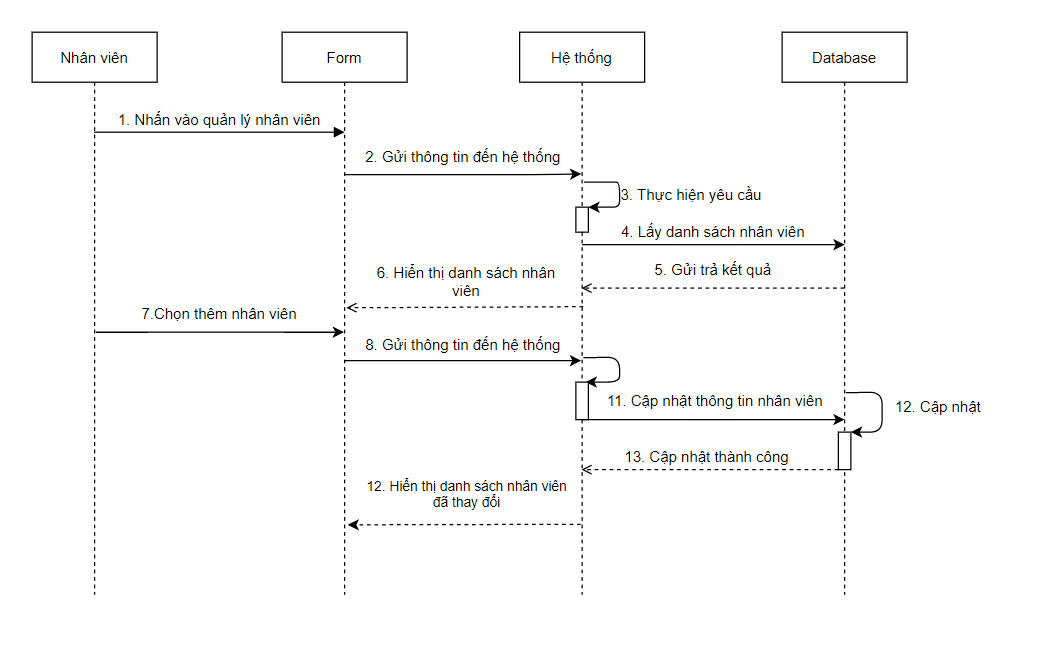 Nhân viên
Form
Hệ thống
Database
1. Nhấn vào quản lý nhân viên
2. Gửi thông tin đến hệ thống
3. Thực hiện yêu cầu
4. Lấy danh sách nhân viên
5. Gửi trả kết quả
6. Hiển thị danh sách nhân
viên
7.Chọn thêm nhân viên
8. Gửi thông tin đến hệ thống
11. Cập nhật thông tin nhân viên
12. Cập nhật
13. Cập nhật thành công
12. Hiển thị danh sách nhân viên
đã thay đổi